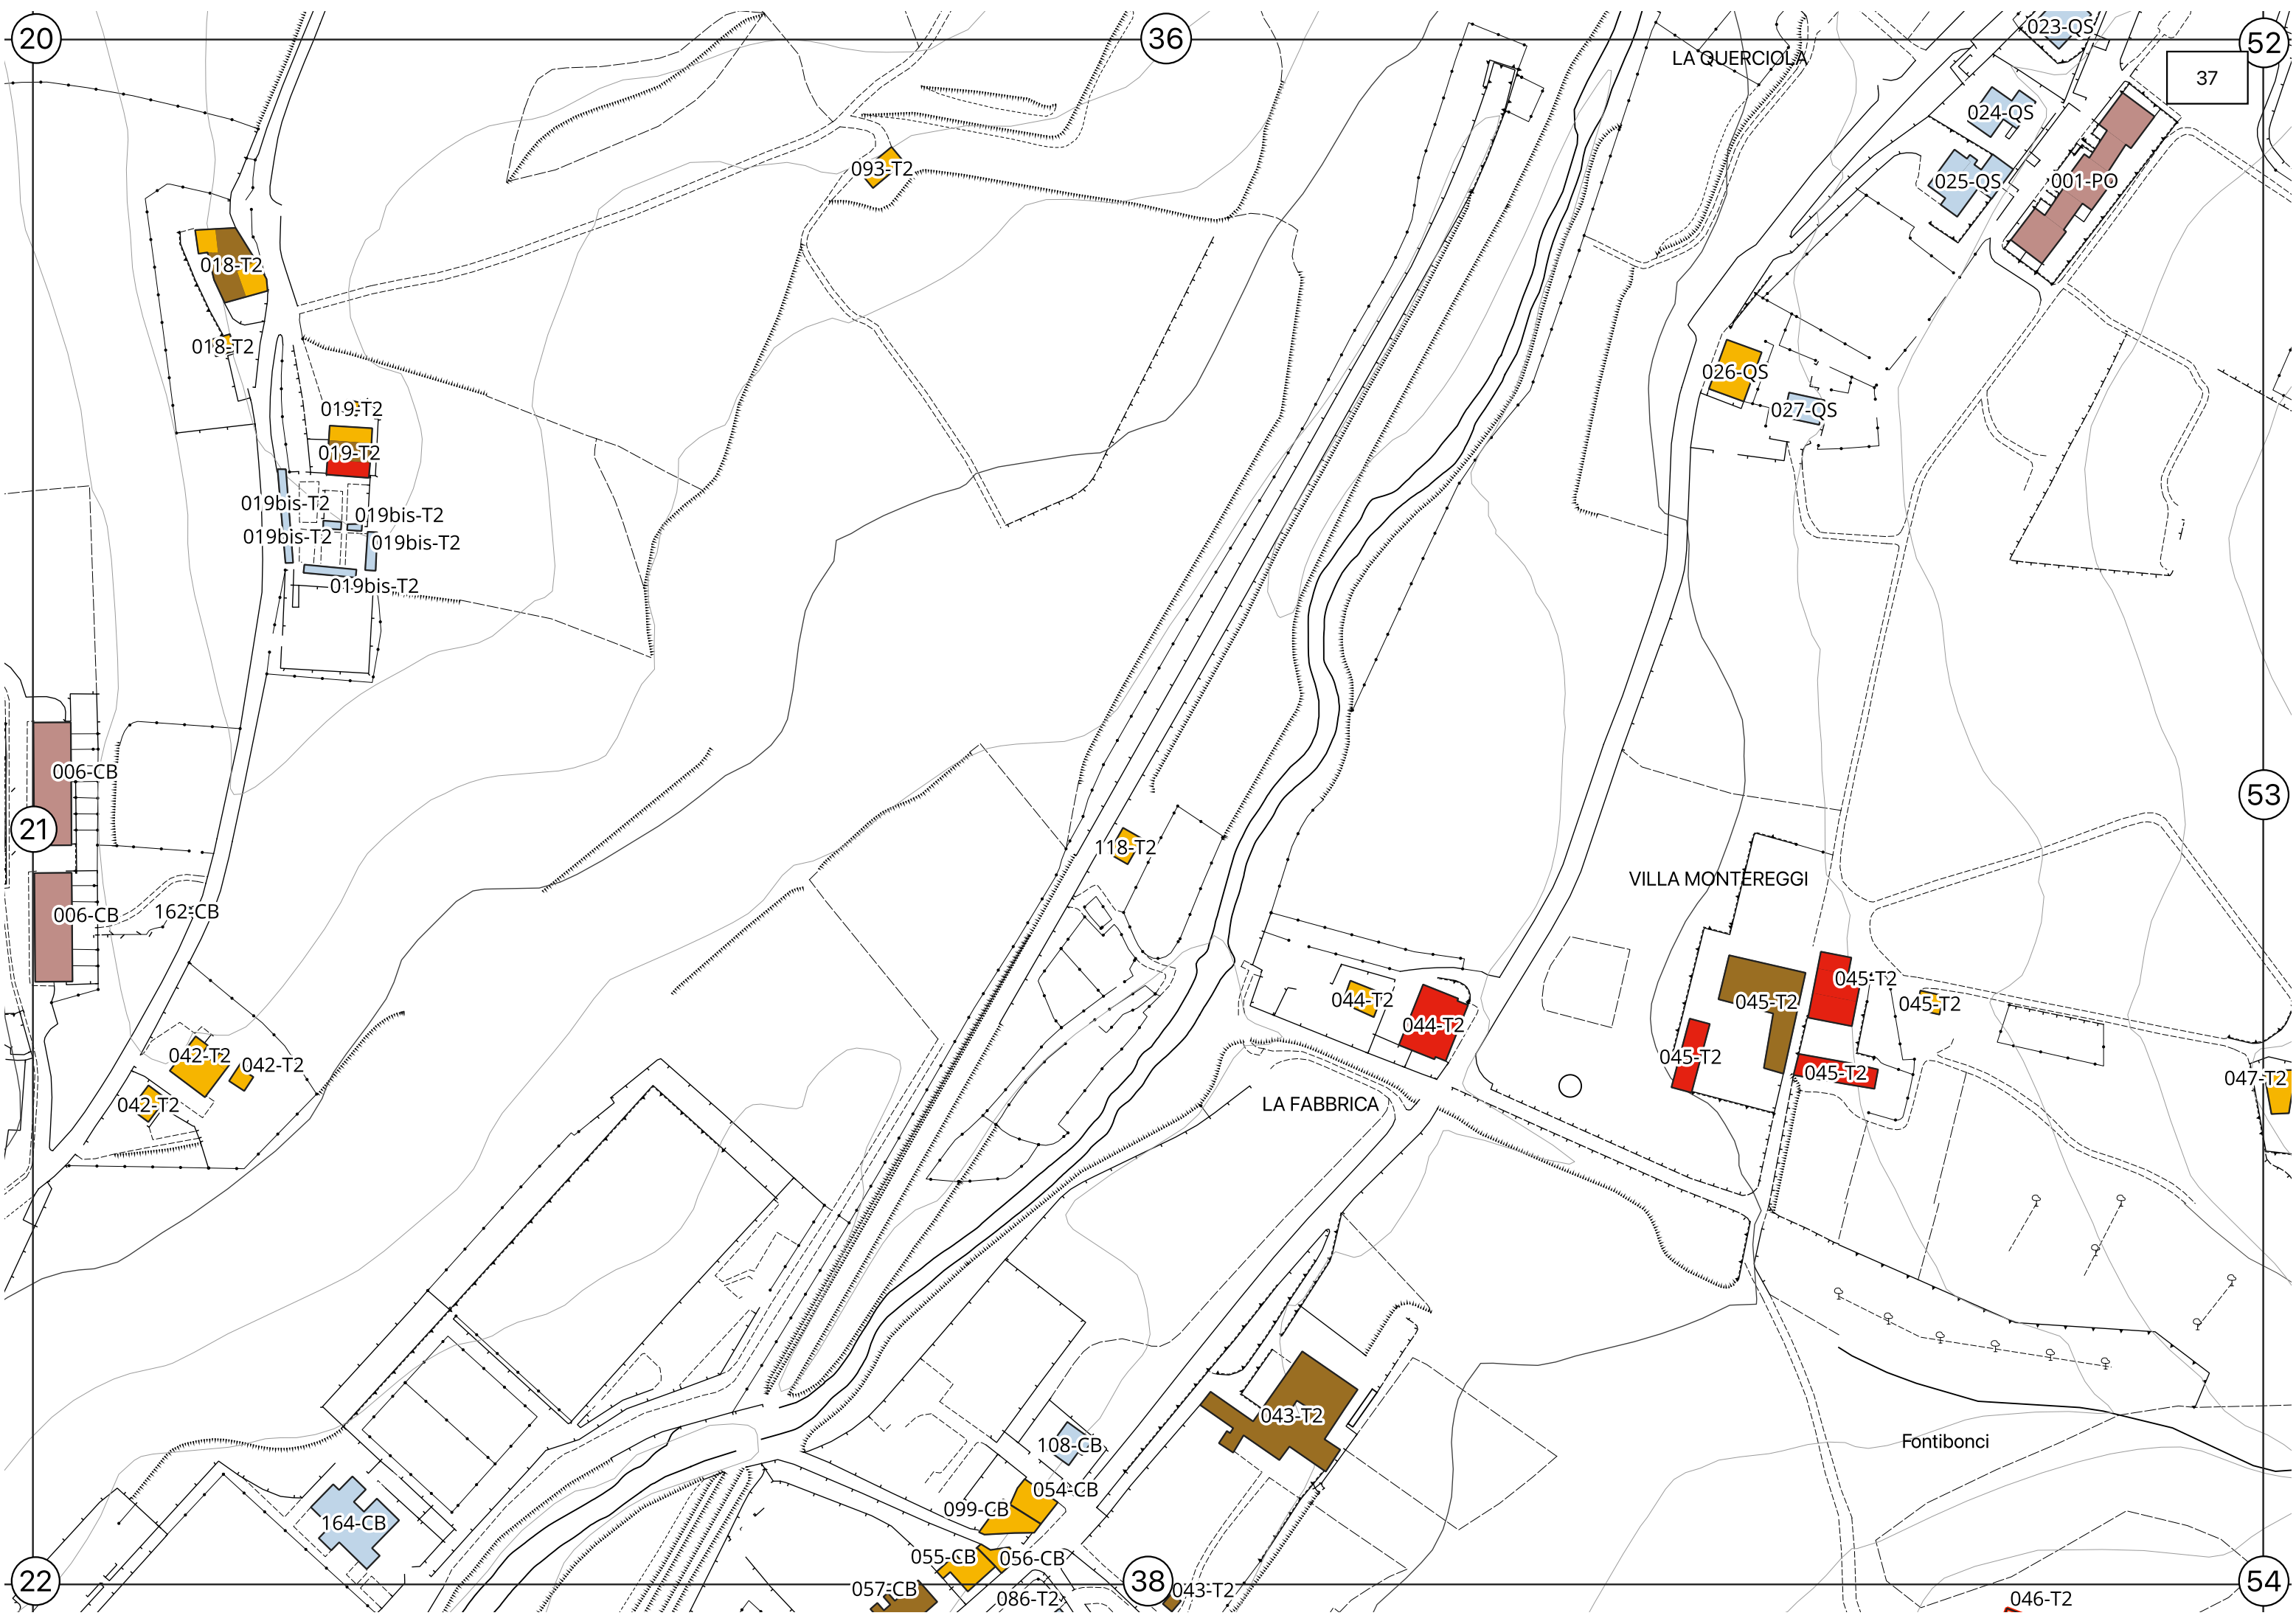 20
36
52
023-QS
LA QUERCIOLA
37
024-QS
093-T2
025-QS
001-PO
018-T2
018-T2
026-QS
019-T2
027-QS
019-T2
019bis-T2
019bis-T2
019bis-T2
019bis-T2
019bis-T2
006-CB
53
21
118-T2
VILLA MONTEREGGI
006-CB
162-CB
045-T2
044-T2
045-T2
045-T2
044-T2
042-T2
045-T2
042-T2
045-T2
047-T2
042-T2
LA FABBRICA
043-T2
108-CB
Fontibonci
054-CB
099-CB
164-CB
055-CB
056-CB
22
38
54
057-CB
043-T2
086-T2
046-T2